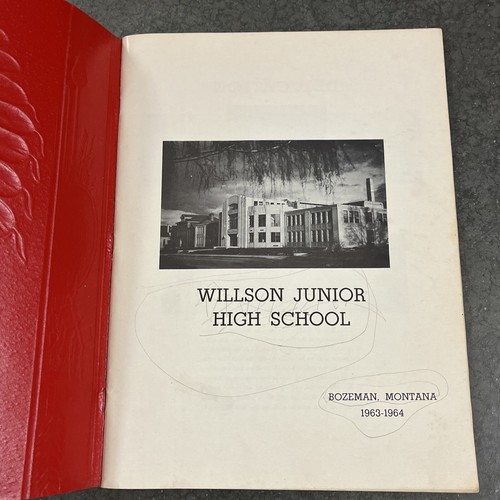 WILLSON JUNIOR
HIGH SCHOOL
BOZEMAN, MONTANA
1963-1964